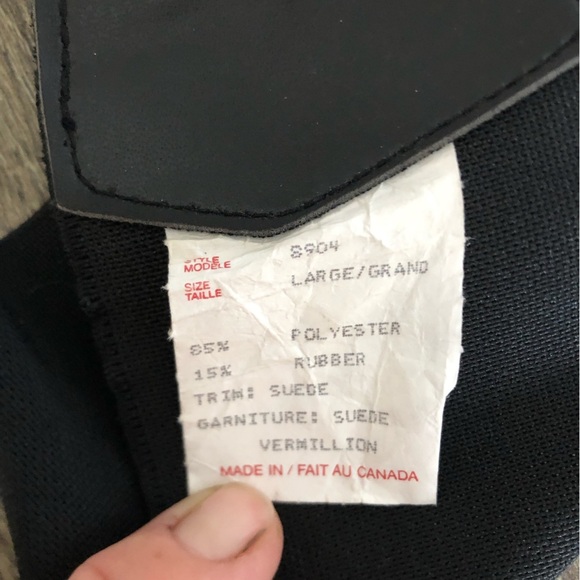 STYLE
MODÈLE 8904
SIZE
TAILLE LARGE/GRAND
85% POLYESTER
15% RUBBER
TRIM: SUEDE
GARNITURE: SUEDE
VERMILLION
MADE IN / FAIT AU CANADA